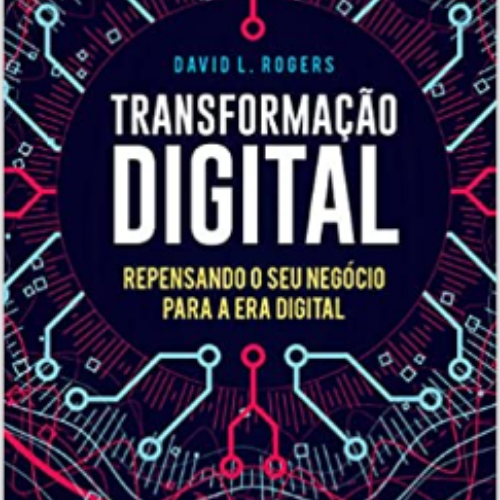 DAVID L. ROGERS
TRANSFORMAÇÃO
DIGITAL
REPENSANDO O SEU NEGÓCIO
PARA A ERA DIGITAL